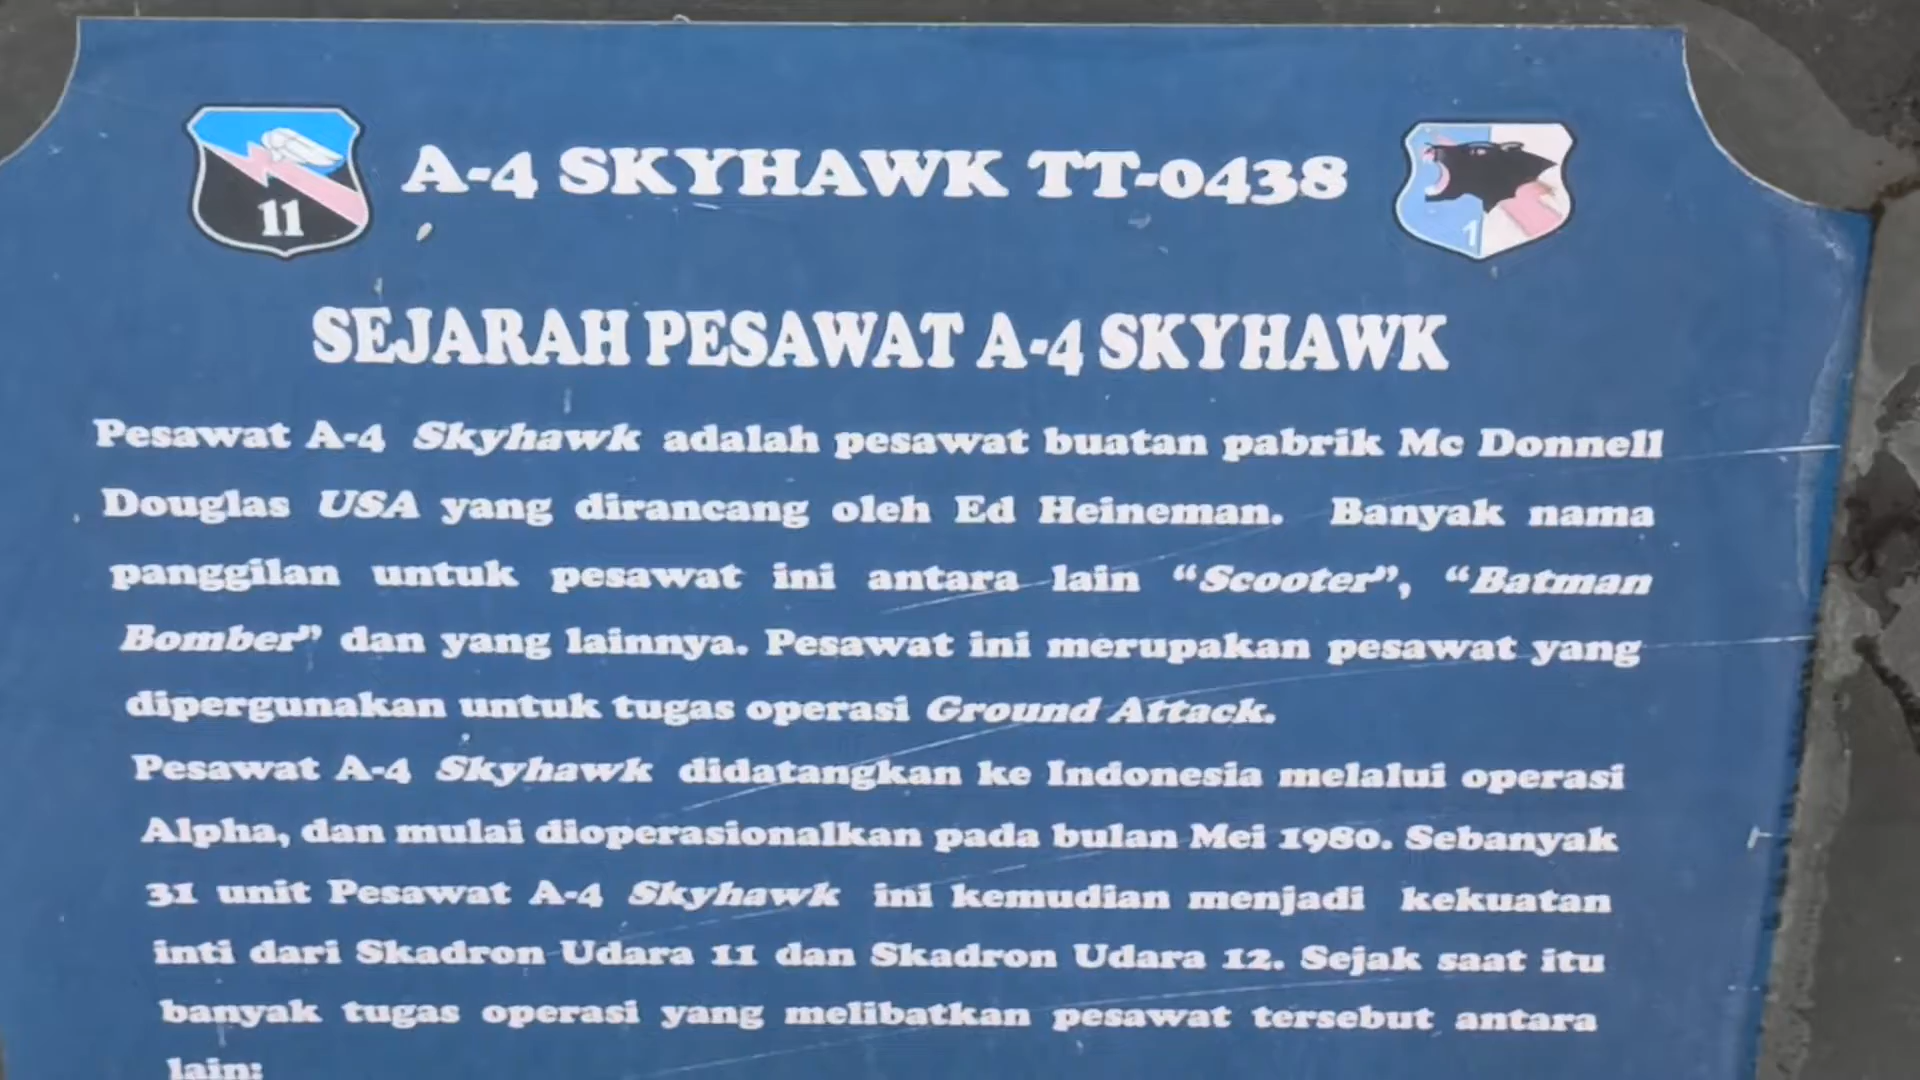 11
A-4 SKYHAWK TT-0438
1
SEJARAH PESAWAT A-4 SKYHAWK
Pesawat A-4 Skyhawk adalah pesawat buatan pabrik Mc Donnell
Douglas USA yang dirancang oleh Ed Heineman. Banyak nama
panggilan untuk pesawat ini antara lain “Scooter”, “Batman
Bomber” dan yang lainnya. Pesawat ini merupakan pesawat yang
dipergunakan untuk tugas operasi Ground Attack.
Pesawat A-4 Skyhawk didatangkan ke Indonesia melalui operasi
Alpha, dan mulai dioperasionalkan pada bulan Mei 1980. Sebanyak
31 unit Pesawat A-4 Skyhawk ini kemudian menjadi kekuatan
inti dari Skadron Udara 11 dan Skadron Udara 12. Sejak saat itu
banyak tugas operasi yang melibatkan pesawat tersebut antara
lain: